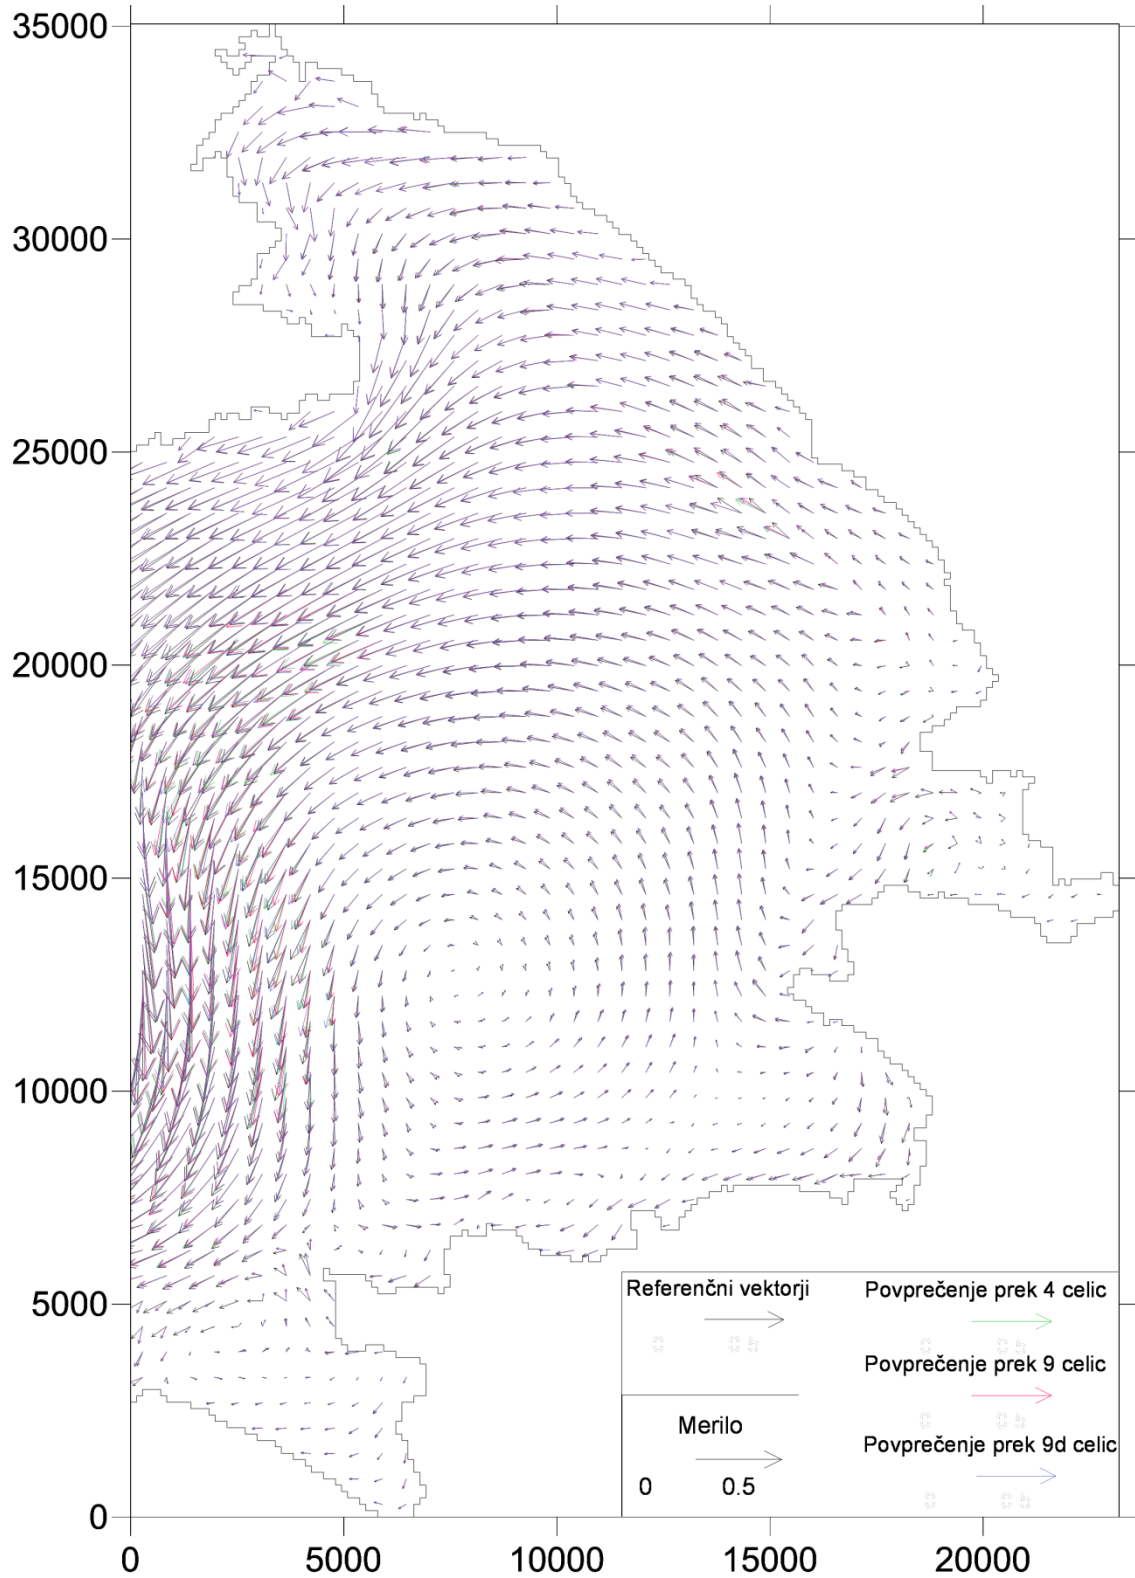 35000
30000
25000
20000
15000
10000
5000
0
0 5000 10000 15000 20000
Referenčni vektorji
Povprečenje prek 4 celic
Povprečenje prek 9 celic
Merilo
0 0.5
Povprečenje prek 9d celic